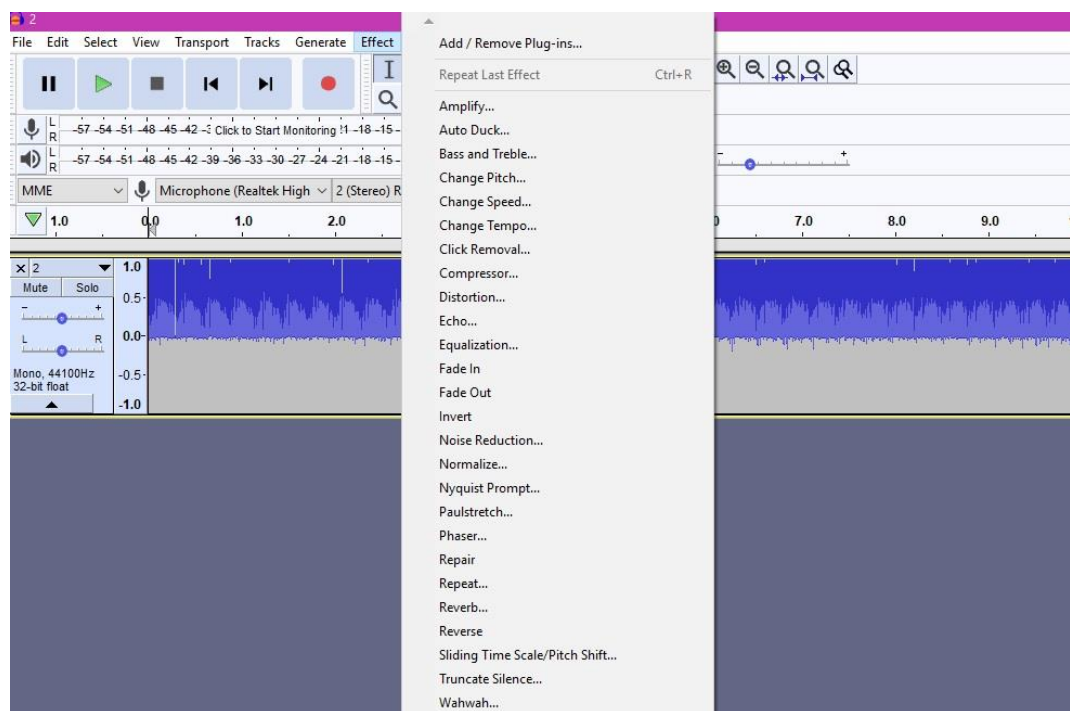 2
File Edit Select View Transport Tracks Generate Effect
Add / Remove Plug-ins...
Repeat Last Effect Ctrl+R
Amplify...
Auto Duck...
Bass and Treble...
Change Pitch...
Change Speed...
Change Tempo...
Click Removal...
Compressor...
Distortion...
Echo...
Equalization...
Fade In
Fade Out
Invert
Noise Reduction...
Normalize...
Nyquist Prompt...
Paulstretch...
Phaser...
Repair
Repeat...
Reverb...
Reverse
Sliding Time Scale/Pitch Shift...
Truncate Silence...
Wahwah...
L
R
-57 -54 -51 -48 -45 -42 Click to Start Monitoring -18 -15
L
R
-57 -54 -51 -48 -45 -42 -39 -36 -33 -30 -27 -24 -21 -18 -15
- +
MME Microphone (Realtek High 2 (Stereo) R
1.0 0.0 1.0 2.0 7.0 8.0 9.0
X 2
Mute Solo
- +
L R
Mono, 44100Hz
32-bit float
1.0
0.5
0.0
-0.5
-1.0